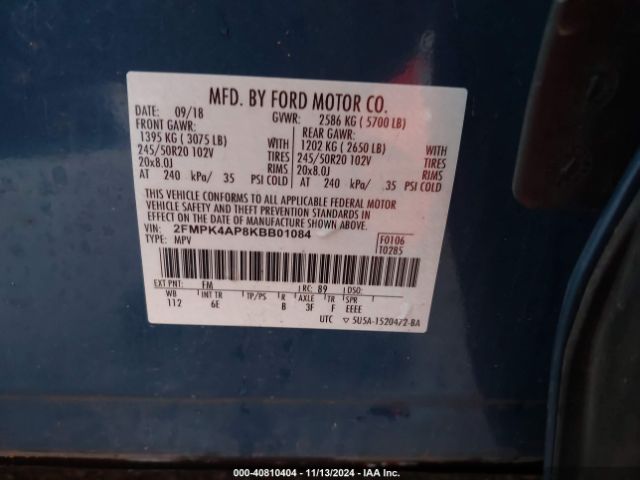 MFD. BY FORD MOTOR CO.
DATE: 09/18 GVWR: 2586 KG ( 5700 LB)
FRONT GAWR: REAR GAWR:
1395 KG ( 3075 LB) WITH 1202 KG ( 2650 LB) WITH
245/50R20 102V TIRES 245/50R20 102V TIRES
20x8.0J RIMS 20x8.0J RIMS
AT 240 kPa/ 35 PSI COLD AT 240 kPa/ 35 PSI COLD
THIS VEHICLE CONFORMS TO ALL APPLICABLE FEDERAL MOTOR
VEHICLE SAFETY AND THEFT PREVENTION STANDARDS IN
EFFECT ON THE DATE OF MANUFACTURE SHOWN ABOVE.
VIN: 2FMPK4AP8KBB01084 F0106
TYPE: MPV T0285
EXT PNT: FM RC: 89 DSO:
WB INT TR TP/PS R AXLE TR SPR
112 6E B 3F F EEEE
UTC ▽ 5U5A-1520472-BA
000-40810404 - 11/13/2024 - IAAI.com